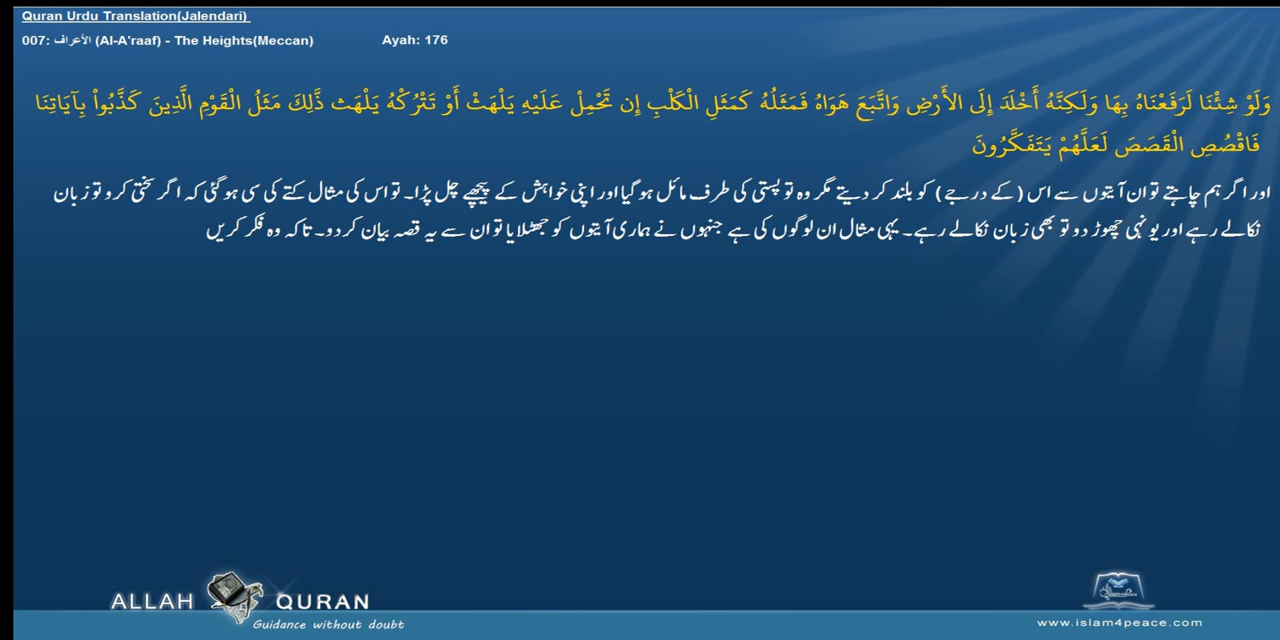 Quran Urdu Translation(Jalendari)
007: الأعراف (Al-A'raaf) - The Heights(Meccan) Ayah: 176
وَلَوْ شِئْنَا لَرَفَعْنَاهُ بِهَا وَلَكِنَّهُ أَخْلَدَ إِلَى الأَرْضِ وَاتَّبَعَ هَوَاهُ فَمَثَلُهُ كَمَثَلِ الْكَلْبِ إِن تَحْمِلْ عَلَيْهِ يَلْهَثْ أَوْ تَتْرُكْهُ يَلْهَث ذَّلِكَ مَثَلُ الْقَوْمِ الَّذِينَ كَذَّبُواْ بِآيَاتِنَا
فَاقْصُصِ الْقَصَصَ لَعَلَّهُمْ يَتَفَكَّرُونَ
اور اگر ہم چاہتے تو ان آیتوں سے اس (کے درجے) کو بلند کر دیتے مگر وہ تو پستی کی طرف مائل ہوگیا اور اپنی خواہش کے پیچھے چل پڑا۔ تو اس کی مثال کتے کی سی ہوگئی کہ اگر سختی کرو تو زبان
نکالے رہے اور یونہی چھوڑ دو تو بھی زبان نکالے رہے۔ یہی مثال ان لوگوں کی ہے جنہوں نے ہماری آیتوں کو جھٹلایا تو ان سے یہ قصہ بیان کردو۔ تاکہ وہ فکر کریں
ALLAH QURAN
Guidance without doubt
www.islam4peace.com